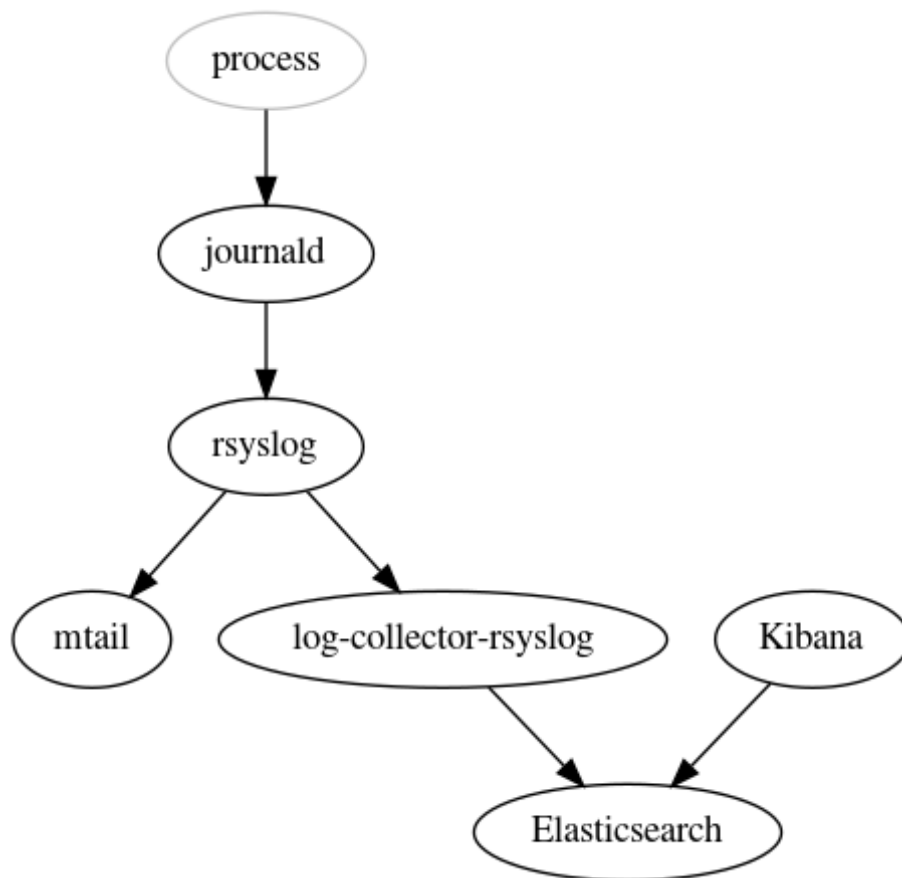 process
journald
rsyslog
mtail
log-collector-rsyslog
Kibana
Elasticsearch